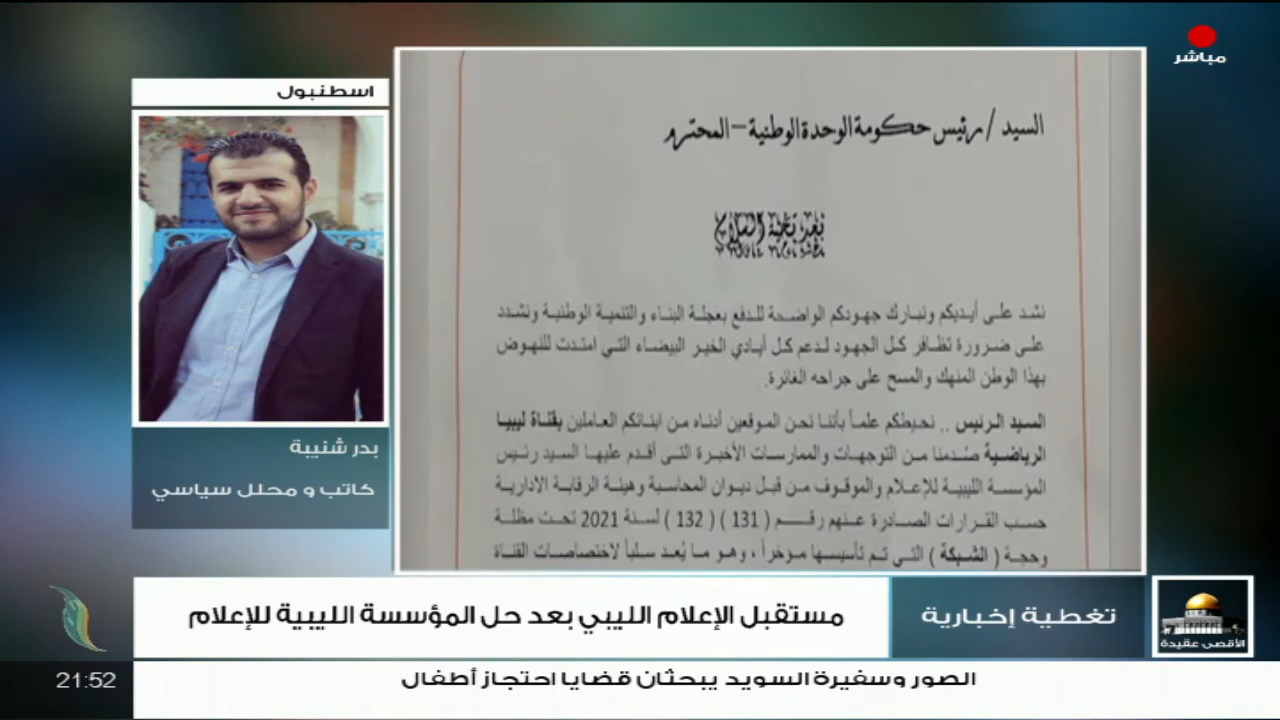 مباشر
اسطنبول
السيد / رئيس حكومة الوحدة الوطنية - المحترم
بعد تحية السلام
نشد على أيديكم ونبارك جهودكم الواضحة للدفع بعجلة البناء والتنمية الوطنية ونشدد
على ضرورة تظافر كل الجهود لدعم كل أيادي الخير البيضاء التي امتدت للنهوض
بهذا الوطن المنهك والمسح على جراحه الغائرة.
السيد الرئيس .. نحيطكم علماً بأننا نحن الموقعين أدناه من ابنائكم العاملين بقناة ليبيا
الرياضية صُدمنا من التوجهات والممارسات الأخيرة التي أقدم عليها السيد رئيس
المؤسسة الليبية للإعلام والموقوف من قبل ديوان المحاسبة وهيئة الرقابة الادارية
حسب القرارات الصادرة عنهم رقم ( 131 ) ( 132 ) لسنة 2021 تحت مظلة
وحجة ( الشبكة ) التي تم تأسيسها مؤخراً ، وهو ما يُعد سلباً لاختصاصات القناة
بدر شنيبة
كاتب و محلل سياسي
تغطية إخبارية
مستقبل الإعلام الليبي بعد حل المؤسسة الليبية للإعلام
الأقصى عقيدة
الصور وسفيرة السويد يبحثان قضايا احتجاز أطفال
21:52